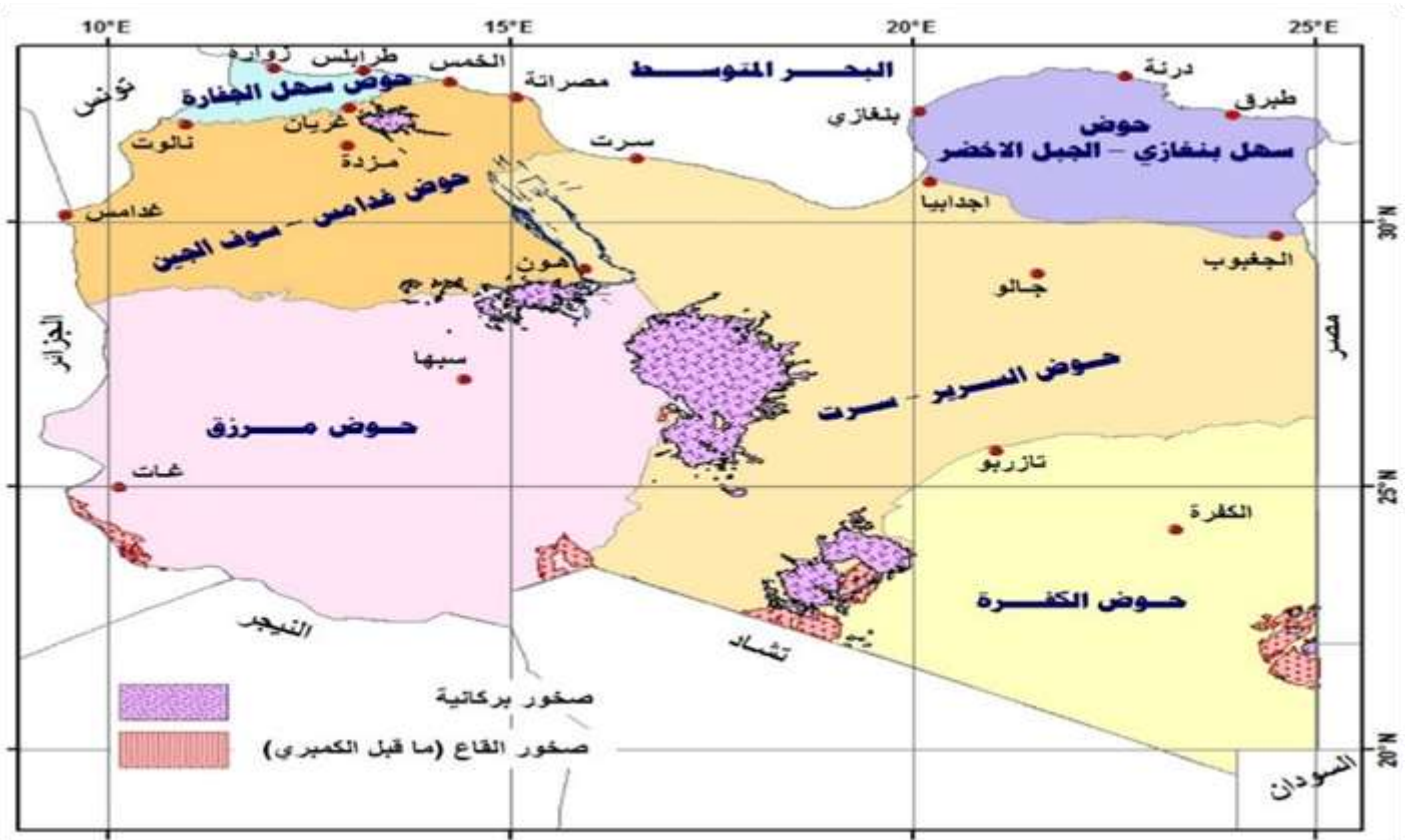 10°E 15°E 20°E 25°E
زواره
طرابلس
الخمس
مصراتة
البحر المتوسط
درنة
طبرق
بنغازي
تونس
حوض سهل الجفارة
نالوت
غريان
مزدة
سرت
حوض
سهل بنغازي – الجبل الاخضر
اجدابيا
غدامس
حوض غدامس – سوف الجين
30°N
هون
جالو
الجغبوب
الجزائر
مصر
سبها
حوض السرير – سرت
حوض مرزق
تازربو
غات
25°N
الكفرة
حوض الكفرة
النيجر
تشاد
صخور بركانية
صخور القاع (ما قبل الكمبري)
20°N
السودان